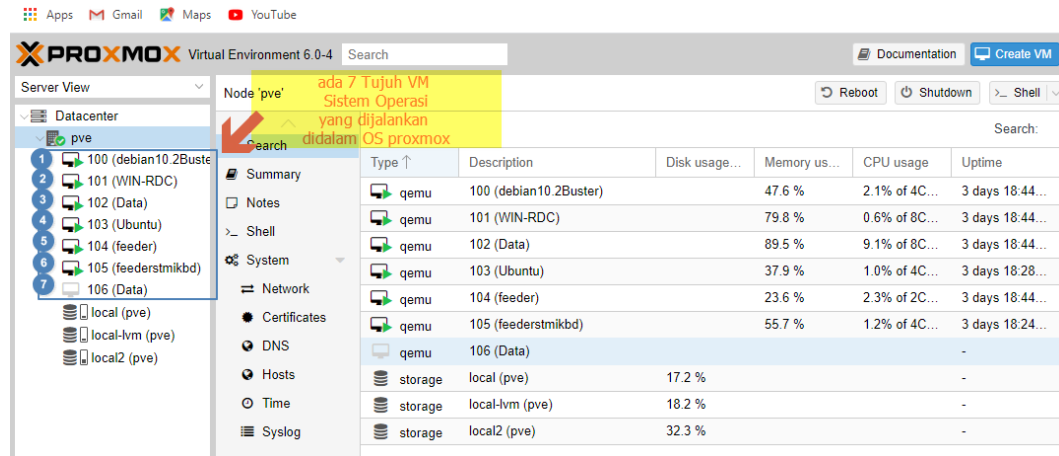 Apps Gmail Maps YouTube
PROXMOX Virtual Environment 6.0-4 Search Documentation Create VM
Server View
Datacenter
pve
1 100 (debian10.2Buste
2 101 (WIN-RDC)
3 102 (Data)
4 103 (Ubuntu)
5 104 (feeder)
6 105 (feederstmikbd)
7 106 (Data)
local (pve)
local-lvm (pve)
local2 (pve)
Node 'pve' Reboot Shutdown >_ Shell
ada 7 Tujuh VM
Sistem Operasi
yang dijalankan
didalam OS proxmox
Search
Summary
Notes
>_ Shell
System
Network
Certificates
DNS
Hosts
Time
Syslog
Search:
Type ↑ Description Disk usage... Memory us... CPU usage Uptime
qemu 100 (debian10.2Buster) 47.6 % 2.1% of 4C... 3 days 18:44...
qemu 101 (WIN-RDC) 79.8 % 0.6% of 8C... 3 days 18:44...
qemu 102 (Data) 89.5 % 9.1% of 8C... 3 days 18:44...
qemu 103 (Ubuntu) 37.9 % 1.0% of 4C... 3 days 18:28...
qemu 104 (feeder) 23.6 % 2.3% of 2C... 3 days 18:44...
qemu 105 (feederstmikbd) 55.7 % 1.2% of 4C... 3 days 18:24...
qemu 106 (Data) -
storage local (pve) 17.2 % -
storage local-lvm (pve) 18.2 % -
storage local2 (pve) 32.3 % -